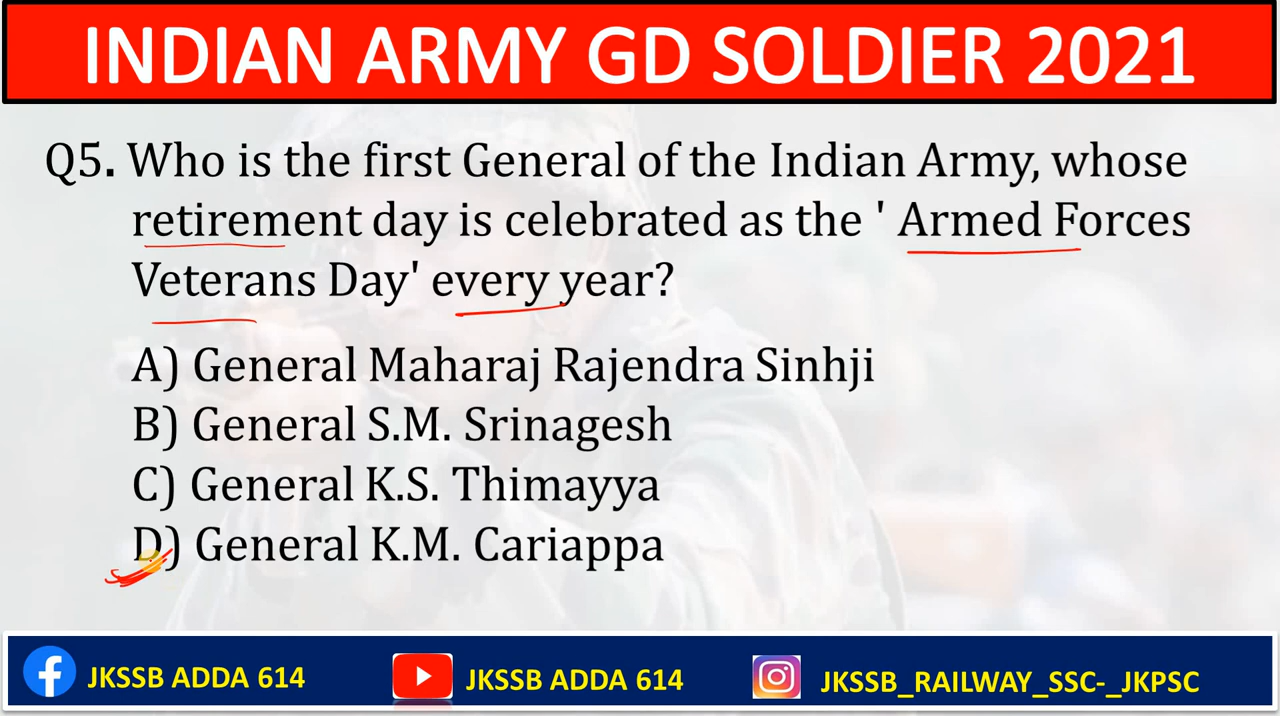 INDIAN ARMY GD SOLDIER 2021
Q5. Who is the first General of the Indian Army, whose
retirement day is celebrated as the ' Armed Forces
Veterans Day' every year?
A) General Maharaj Rajendra Sinhji
B) General S.M. Srinagesh
C) General K.S. Thimayya
D) General K.M. Cariappa
JKSSB ADDA 614 JKSSB ADDA 614 JKSSB_RAILWAY_SSC-_JKPSC